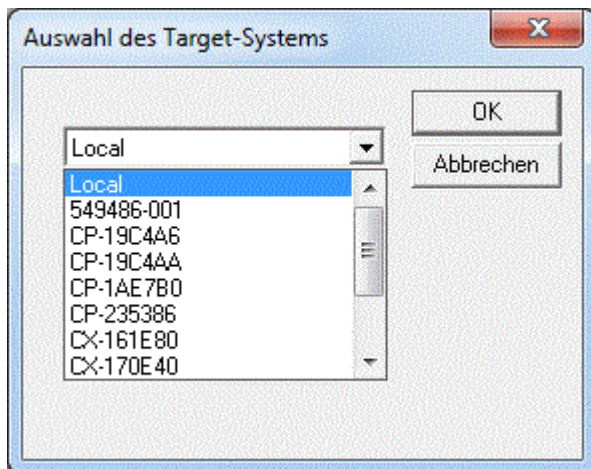 Auswahl des Target-Systems
OK
Local
Abbrechen
Local
549486-001
CP-19C4A6
CP-19C4AA
CP-1AE7B0
CP-235386
CX-161E80
CX-170E40